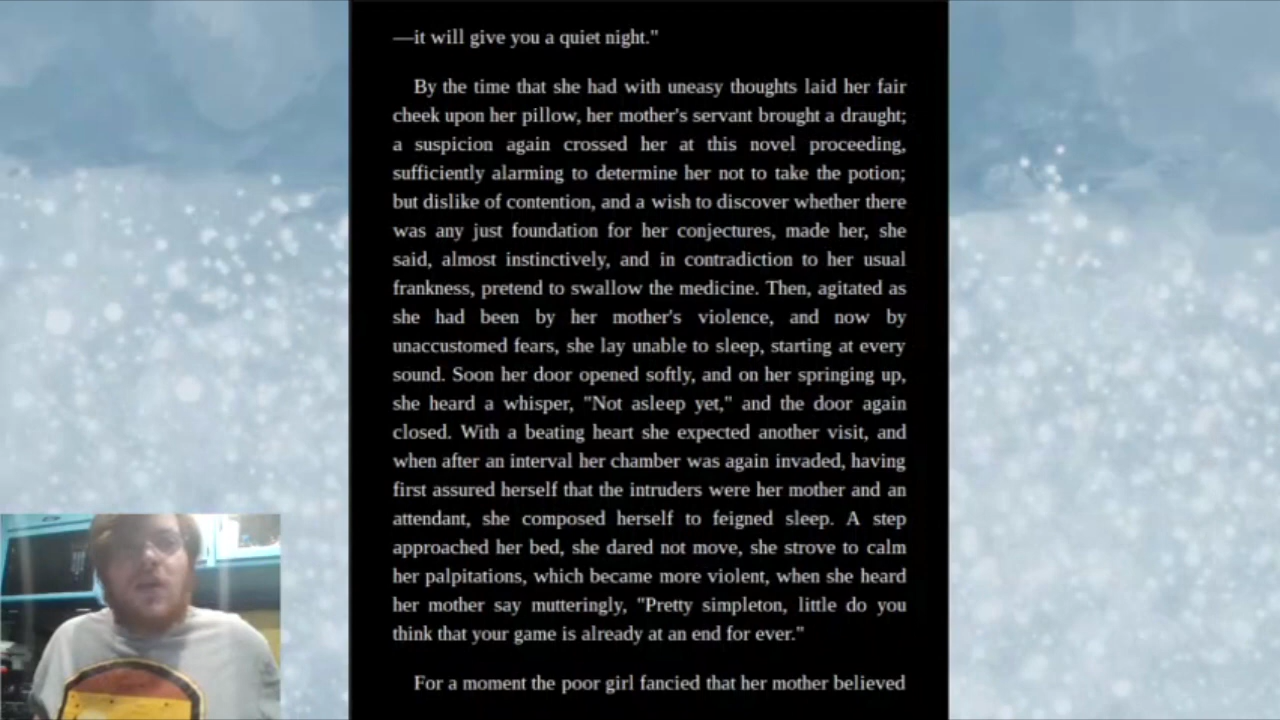 —it will give you a quiet night."
By the time that she had with uneasy thoughts laid her fair
cheek upon her pillow, her mother's servant brought a draught;
a suspicion again crossed her at this novel proceeding,
sufficiently alarming to determine her not to take the potion;
but dislike of contention, and a wish to discover whether there
was any just foundation for her conjectures, made her, she
said, almost instinctively, and in contradiction to her usual
frankness, pretend to swallow the medicine. Then, agitated as
she had been by her mother's violence, and now by
unaccustomed fears, she lay unable to sleep, starting at every
sound. Soon her door opened softly, and on her springing up,
she heard a whisper, "Not asleep yet," and the door again
closed. With a beating heart she expected another visit, and
when after an interval her chamber was again invaded, having
first assured herself that the intruders were her mother and an
attendant, she composed herself to feigned sleep. A step
approached her bed, she dared not move, she strove to calm
her palpitations, which became more violent, when she heard
her mother say mutteringly, "Pretty simpleton, little do you
think that your game is already at an end for ever."
For a moment the poor girl fancied that her mother believed